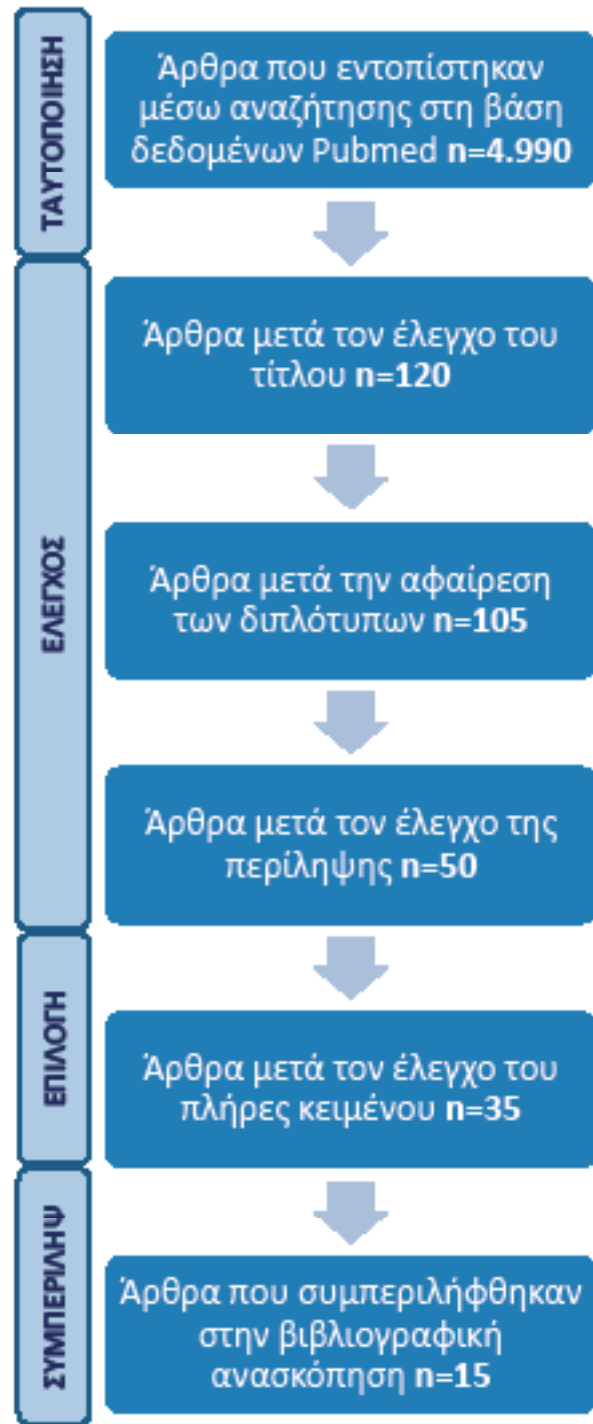 ΤΑΥΤΟΠΟΙΗΣΗ
Άρθρα που εντοπίστηκαν
μέσω αναζήτησης στη βάση
δεδομένων Pubmed n=4.990
ΕΛΕΓΧΟΣ
Άρθρα μετά τον έλεγχο του
τίτλου n=120
Άρθρα μετά την αφαίρεση
των διπλότυπων n=105
Άρθρα μετά τον έλεγχο της
περίληψης n=50
ΕΠΙΛΟΓΗ
Άρθρα μετά τον έλεγχο του
πλήρες κειμένου n=35
ΣΥΜΠΕΡΙΛΗΨ
Άρθρα που συμπεριλήφθηκαν
στην βιβλιογραφική
ανασκόπηση n=15